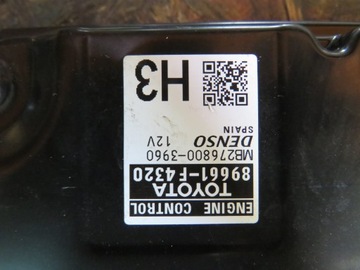 ENGINE CONTROL
TOYOTA
89661-F4320
MB276800-3960
DENSO 12V
SPAIN
H3